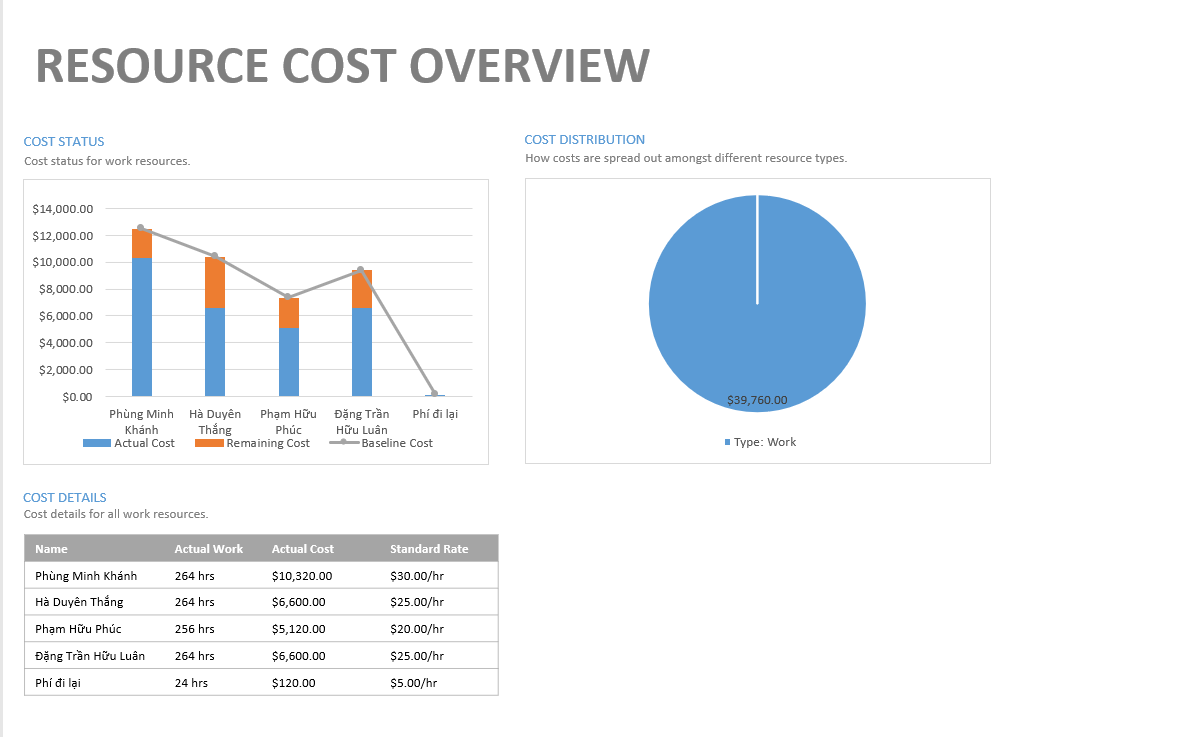 RESOURCE COST OVERVIEW
COST STATUS
Cost status for work resources.
$14,000.00
$12,000.00
$10,000.00
$8,000.00
$6,000.00
$4,000.00
$2,000.00
$0.00
Phùng Minh Hà Duyên Phạm Hữu Đặng Trần Phí đi lại
Khánh Thắng Phúc Hữu Luân
Actual Cost Remaining Cost Baseline Cost
COST DISTRIBUTION
How costs are spread out amongst different resource types.
$39,760.00
Type: Work
COST DETAILS
Cost details for all work resources.
Name Actual Work Actual Cost Standard Rate
Phùng Minh Khánh 264 hrs $10,320.00 $30.00/hr
Hà Duyên Thắng 264 hrs $6,600.00 $25.00/hr
Phạm Hữu Phúc 256 hrs $5,120.00 $20.00/hr
Đặng Trần Hữu Luân 264 hrs $6,600.00 $25.00/hr
Phí đi lại 24 hrs $120.00 $5.00/hr